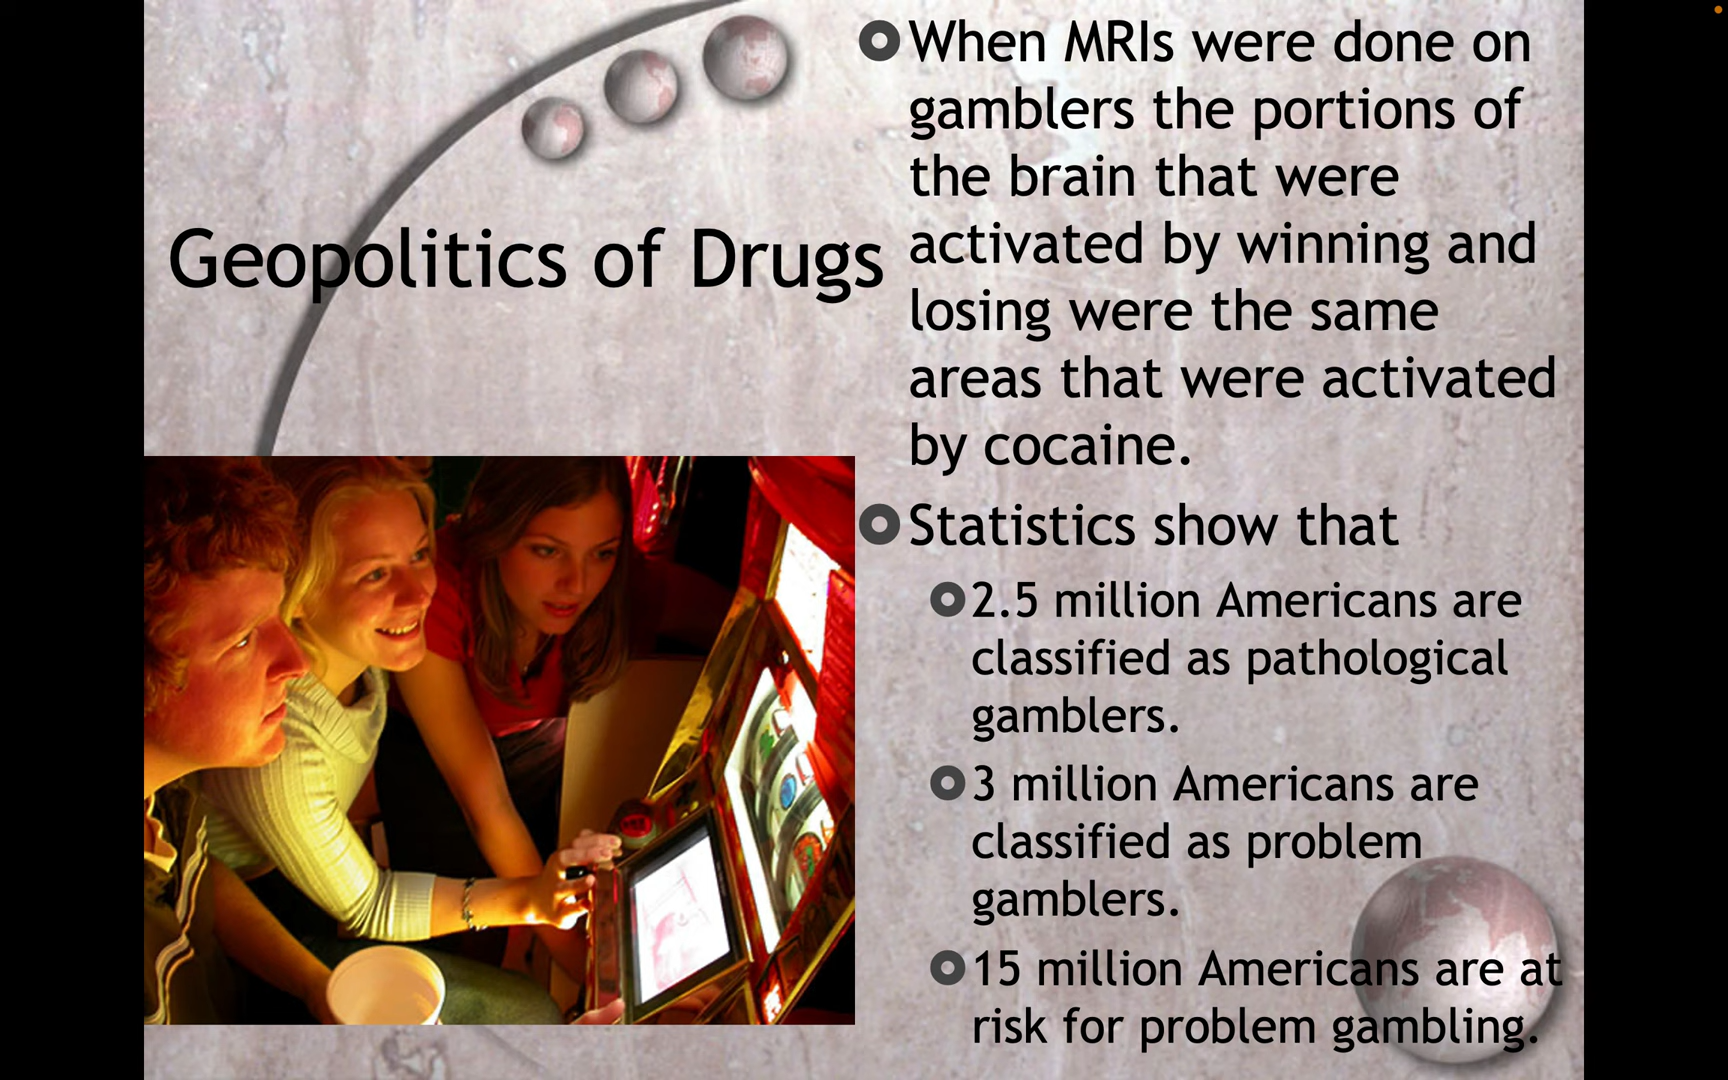 Geopolitics of Drugs
When MRIs were done on
gamblers the portions of
the brain that were
activated by winning and
losing were the same
areas that were activated
by cocaine.
Statistics show that
2.5 million Americans are
classified as pathological
gamblers.
3 million Americans are
classified as problem
gamblers.
15 million Americans are at
risk for problem gambling.